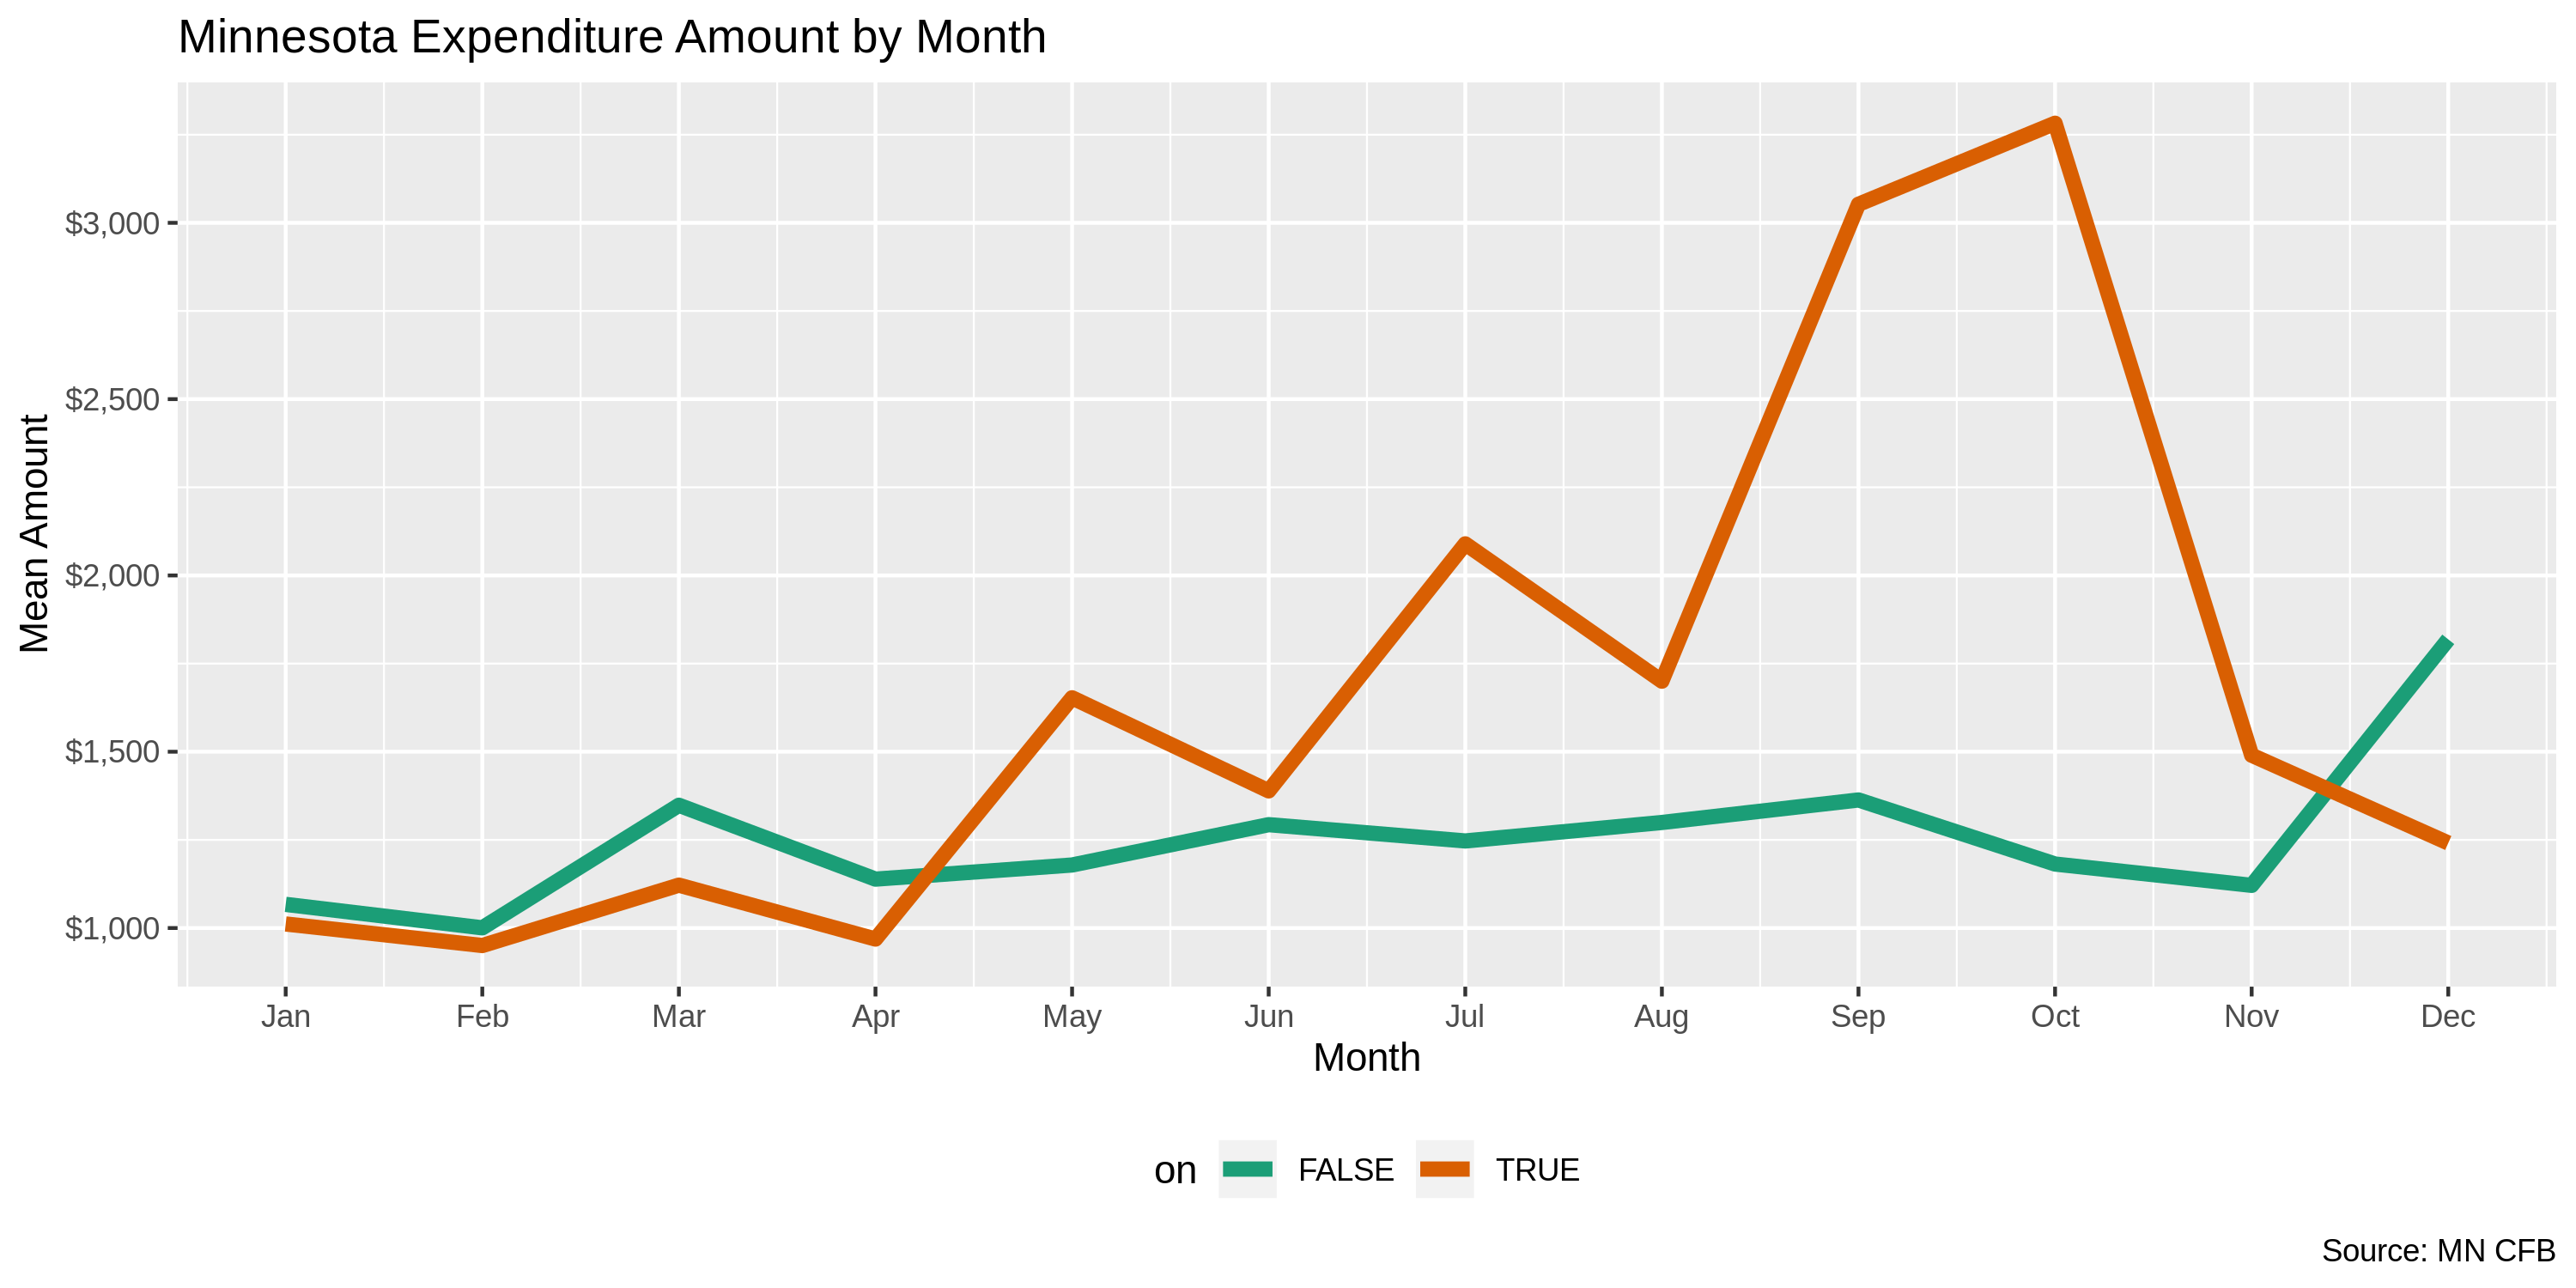 Minnesota Expenditure Amount by Month
Mean Amount
$3,000
$2,500
$2,000
$1,500
$1,000
Jan Feb Mar Apr May Jun Jul Aug Sep Oct Nov Dec
Month
on FALSE TRUE
Source: MN CFB